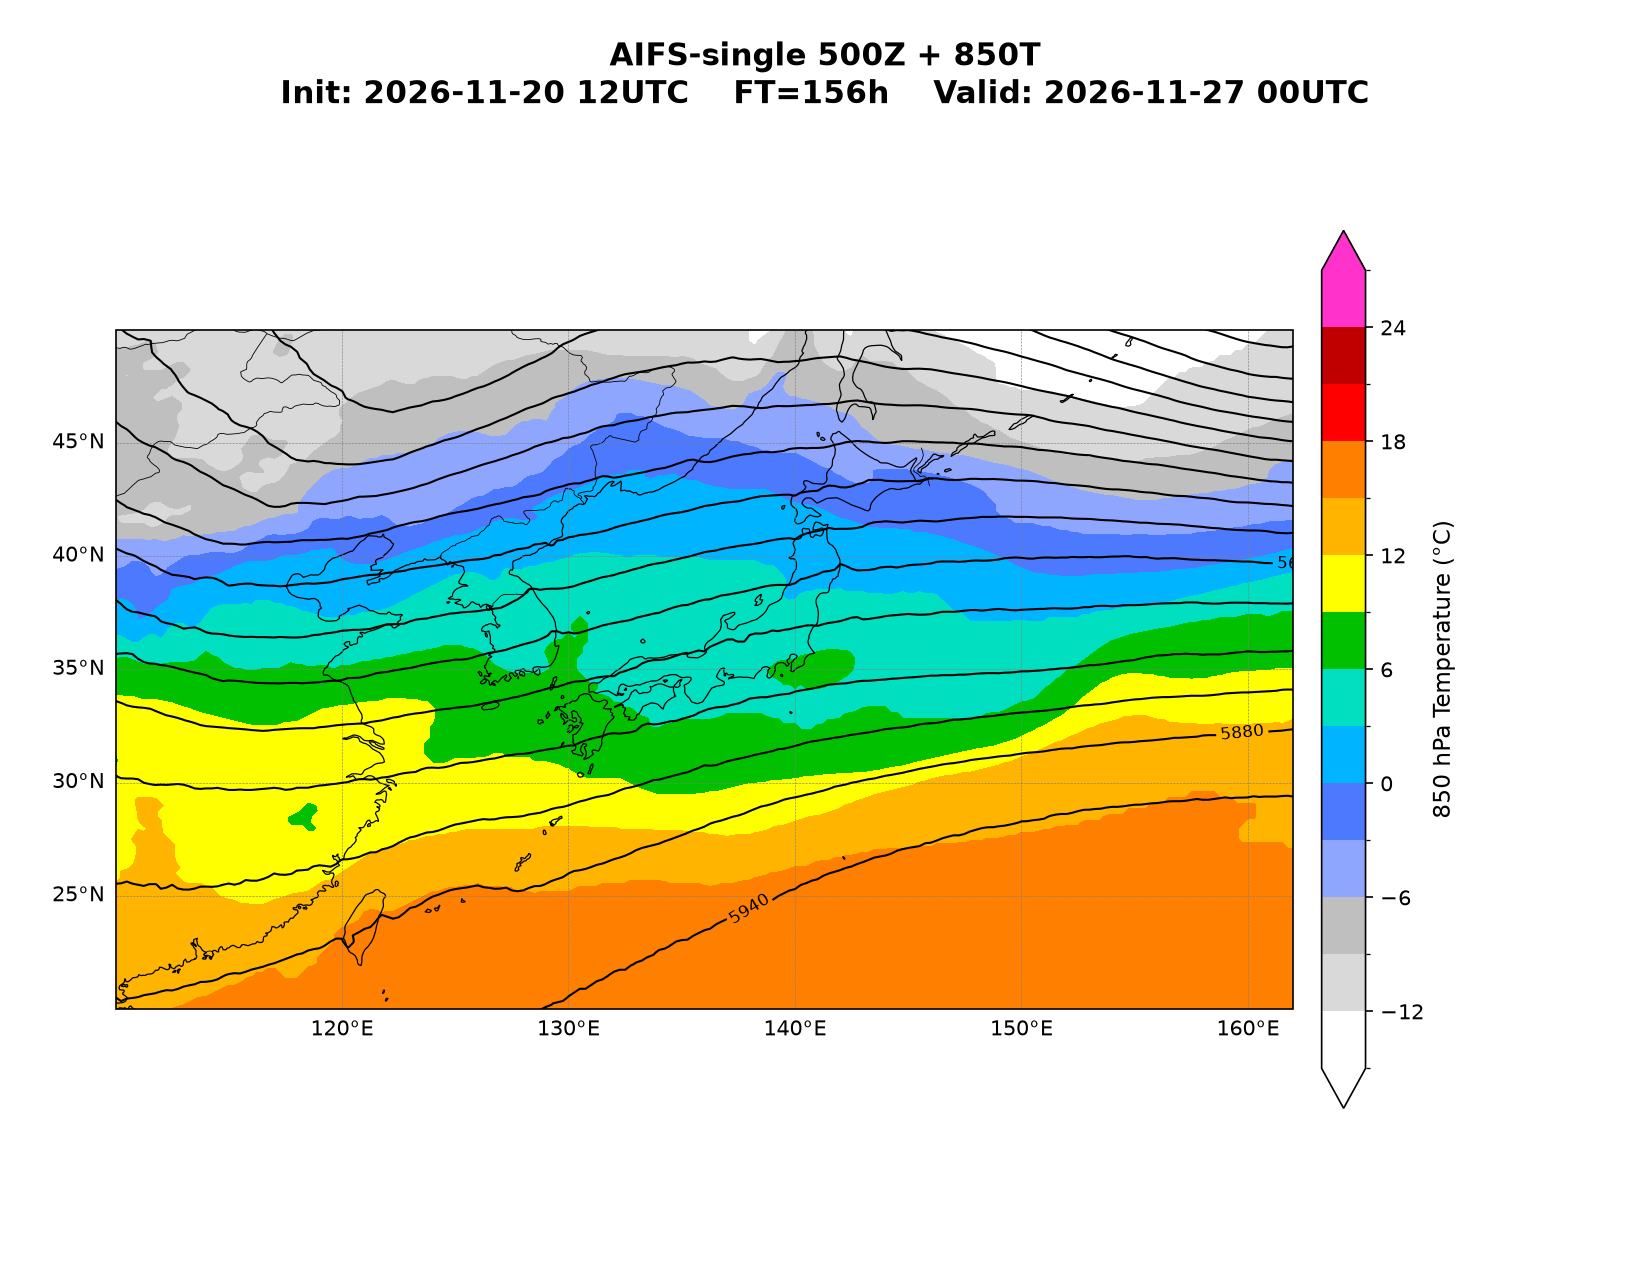 AIFS-single 500Z + 850T
Init: 2026-11-20 12UTC    FT=156h    Valid: 2026-11-27 00UTC
24
18
12
6
0
−6
−12
850 hPa Temperature (°C)
45°N
40°N
35°N
30°N
25°N
56
5880
5940
120°E
130°E
140°E
150°E
160°E